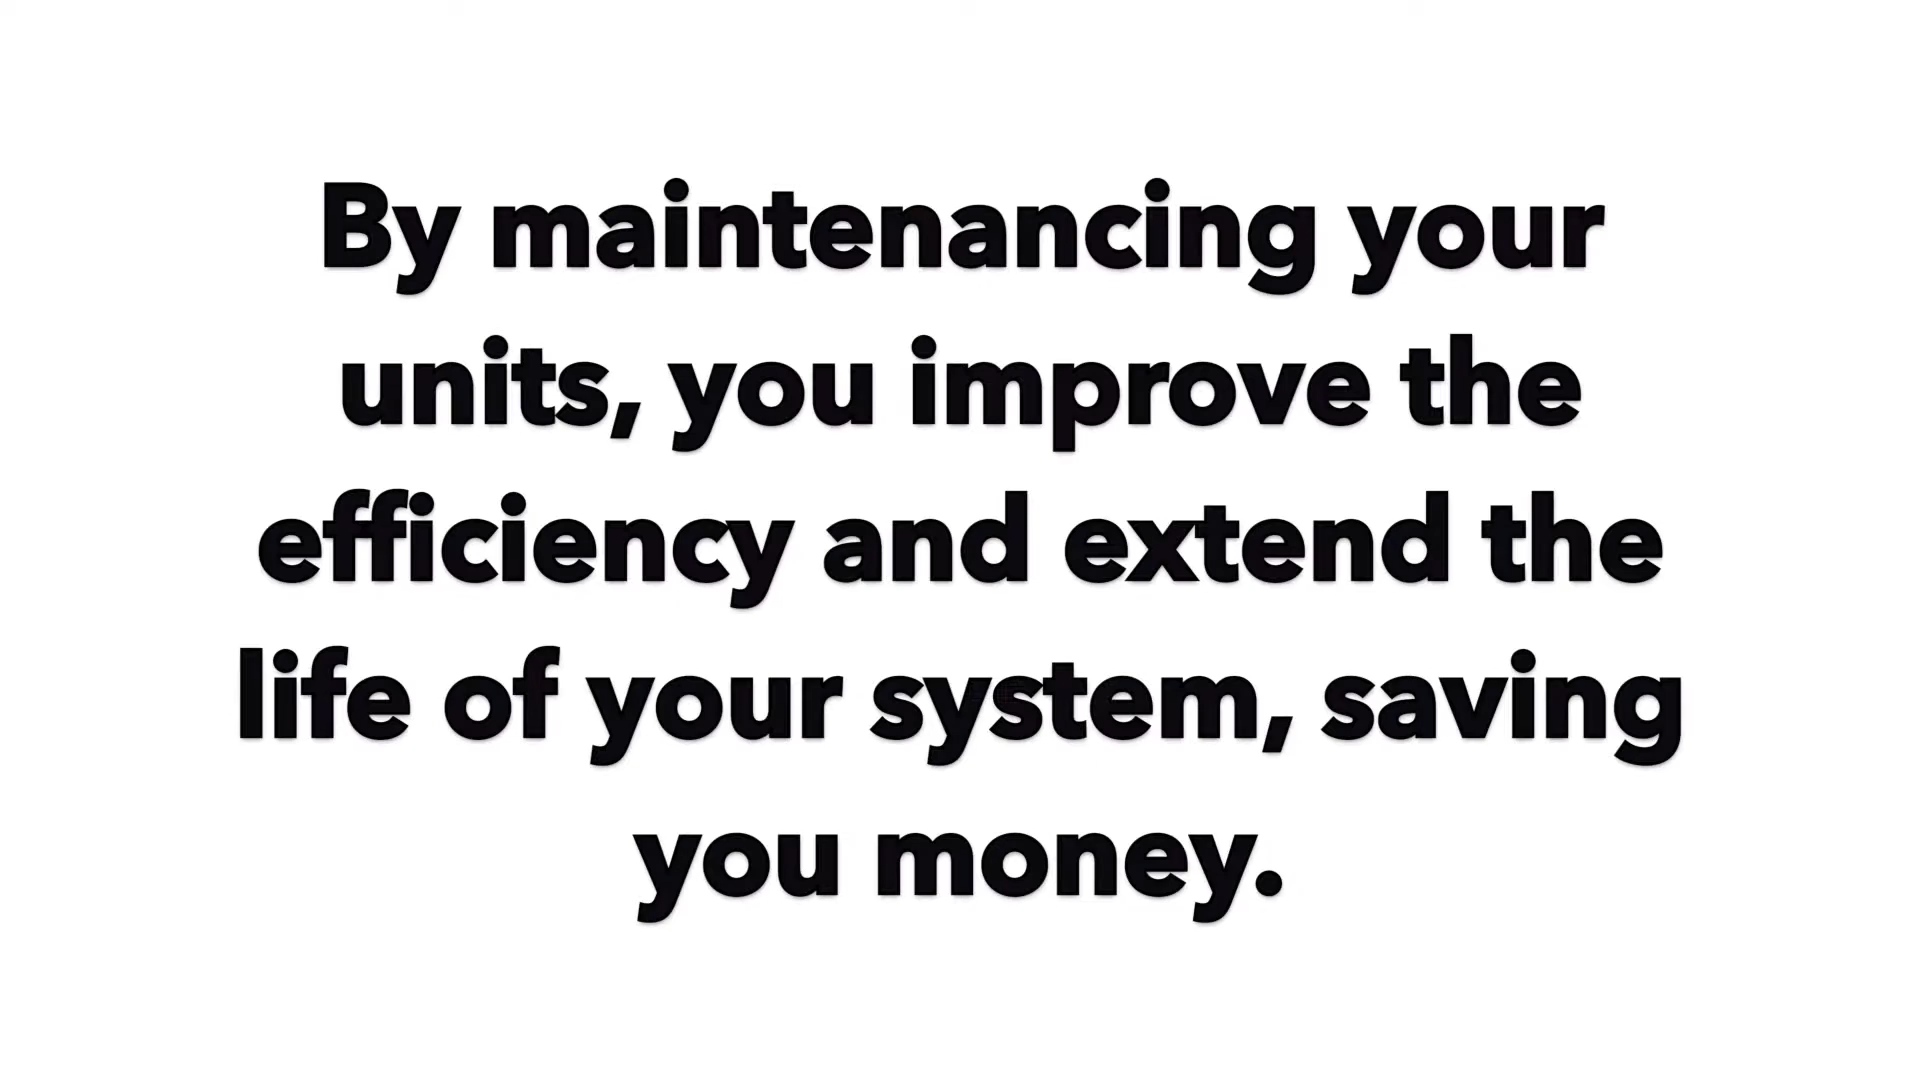 By maintenancing your
units, you improve the
efficiency and extend the
life of your system, saving
you money.